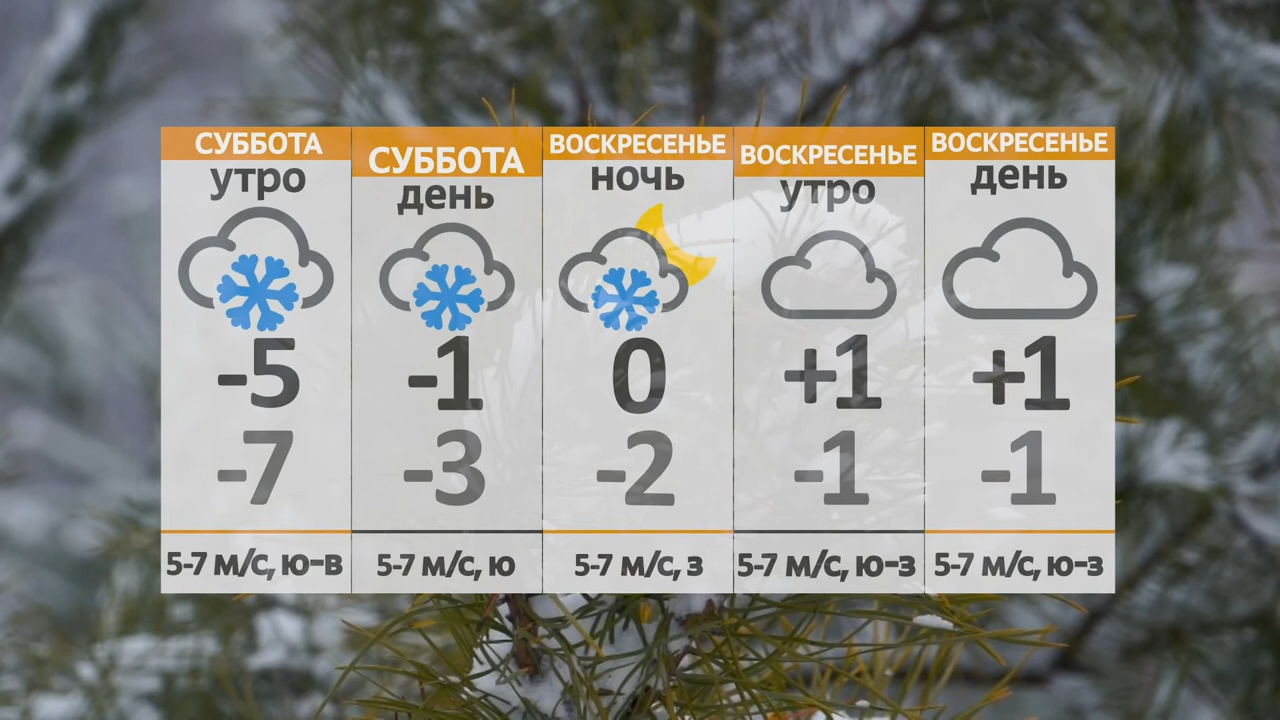 СУББОТА
утро
-5
-7
5-7 м/с, ю-в
СУББОТА
день
-1
-3
5-7 м/с, ю
ВОСКРЕСЕНЬЕ
ночь
0
-2
5-7 м/с, з
ВОСКРЕСЕНЬЕ
утро
+1
-1
5-7 м/с, ю-з
ВОСКРЕСЕНЬЕ
день
+1
-1
5-7 м/с, ю-з